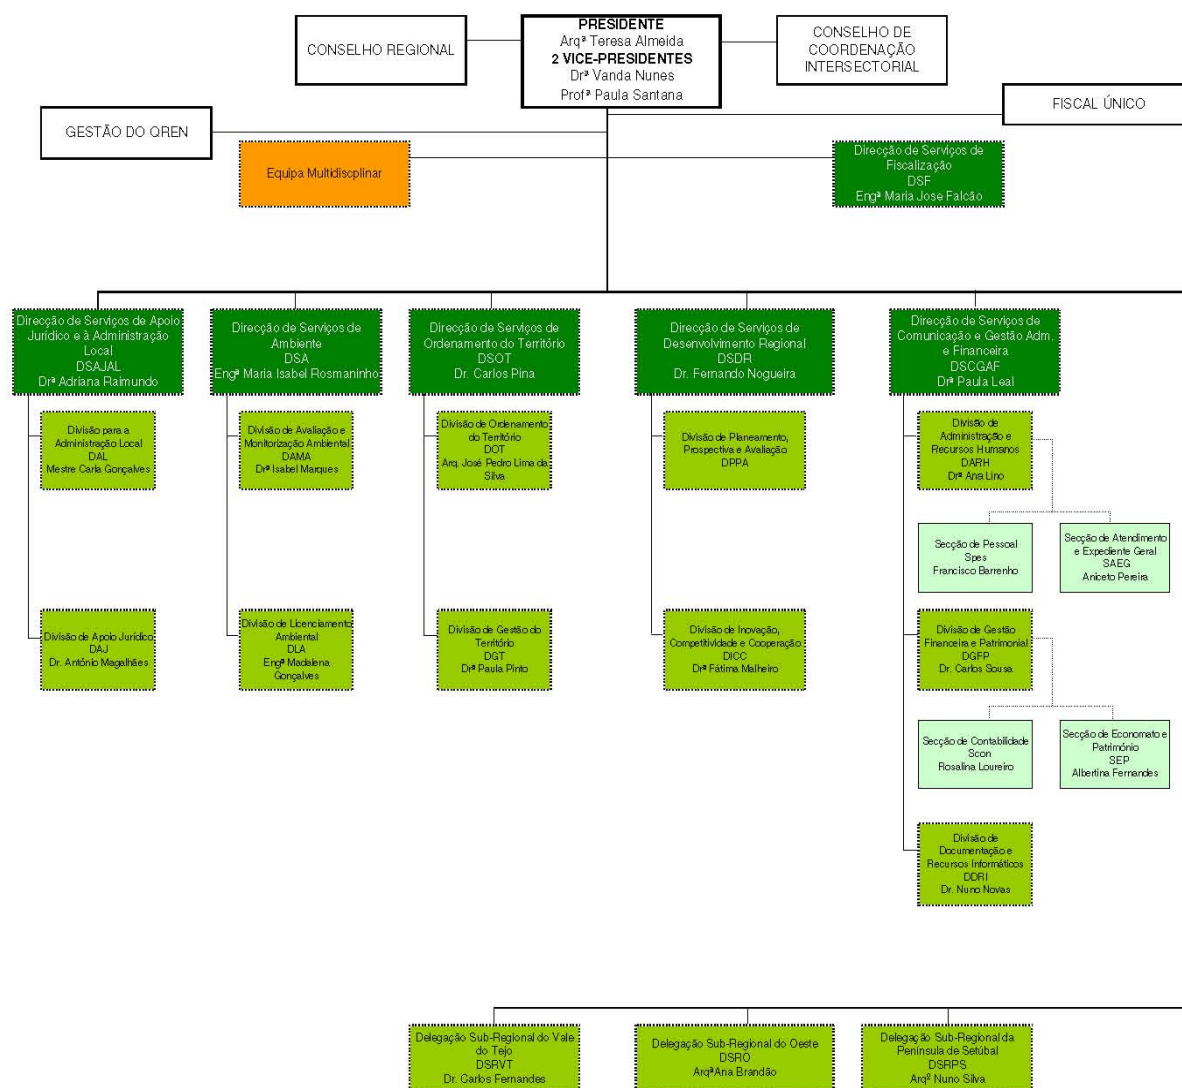 PRESIDENTE
Arqª Teresa Almeida
2 VICE-PRESIDENTES
Drª Vanda Nunes
Profª Paula Santana
CONSELHO REGIONAL
CONSELHO DE
COORDENAÇÃO
INTERSECTORIAL
FISCAL ÚNICO
GESTÃO DO QREN
Equipa Multidiscplinar
Direcção de Serviços de
Fiscalização
DSF
Engª Maria Jose Falcão
Direcção de Serviços de Apoio
Jurídico e à Administração
Local
DSAJAL
Drª Adriana Raimundo
Direcção de Serviços de
Ambiente
DSA
Engª Maria Isabel Rosmaninho
Direcção de Serviços de
Ordenamento do Território
DSOT
Dr. Carlos Pina
Direcção de Serviços de
Desenvolvimento Regional
DSDR
Dr. Fernando Nogueira
Direcção de Serviços de
Comunicação e Gestão Adm.
e Financeira
DSCGAF
Drª Paula Leal
Divisão para a
Administração Local
DAL
Mestre Carla Gonçalves
Divisão de Avaliação e
Monitorização Ambiental
DAMA
Drª Isabel Marques
Divisão de Ordenamento
do Território
DOT
Arq. José Pedro Lima da
Silva
Divisão de Planeamento,
Prospectiva e Avaliação
DPPA
Divisão de
Administração e
Recursos Humanos
DARH
Drª Ana Lino
Secção de Pessoal
Spes
Francisco Barrenho
Secção de Atendimento
e Expediente Geral
SAEG
Aniceto Pereira
Divisão de Apoio Jurídico
DAJ
Dr. António Magalhães
Divisão de Licenciamento
Ambiental
DLA
Engª Madalena
Gonçalves
Divisão de Gestão do
Território
DGT
Drª Paula Pinto
Divisão de Inovação,
Competitividade e Cooperação
DICC
Drª Fátima Malheiro
Divisão de Gestão
Financeira e Patrimonial
DGFP
Dr. Carlos Sousa
Secção de Contabilidade
Scon
Rosalina Loureiro
Secção de Economato e
Património
SEP
Albertina Fernandes
Divisão de
Documentação e
Recursos Informáticos
DDRI
Dr. Nuno Novas
Delegação Sub-Regional do Vale
do Tejo
DSRVT
Dr. Carlos Fernandes
Delegação Sub-Regional do Oeste
DSRO
ArqªAna Brandão
Delegação Sub-Regional da
Península de Setúbal
DSRPS
Arqº Nuno Silva